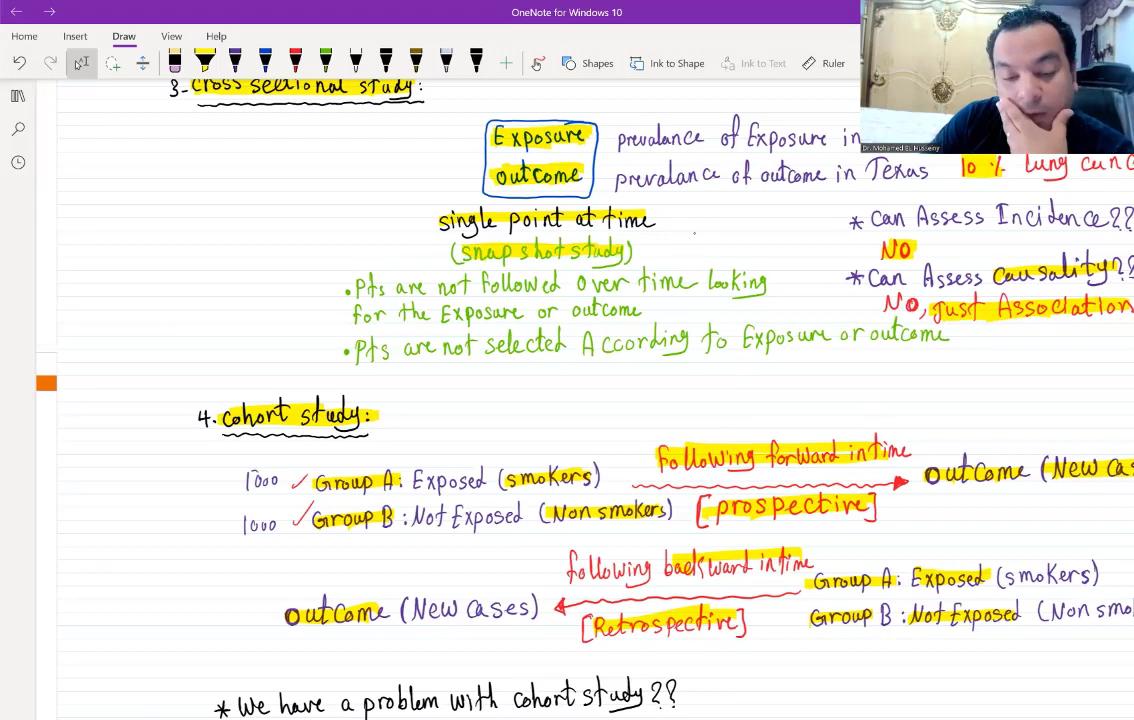 OneNote for Windows 10
Home Insert Draw View Help
Shapes Ink to Shape Ink to Text Ruler
Dr. Mohamed EL Husseiny
3- Cross sectional study:
Exposure prevalance of Exposure in
outcome prevalance of outcome in Texas 10 % lung canc
single point at time
(snap shot study)
* Can Assess Incidence??
NO
* Can Assess causality??
NO, just Association
• Pts are not followed over time looking
for the Exposure or outcome
• Pts are not selected According to Exposure or outcome
4. cohort study:
1000 ✓ Group A: Exposed (smokers)
1000 ✓ Group B: Not Exposed (Non smokers)
Following forward in time
[prospective]
outcome (New cas
following backward in time
[Retrospective]
outcome (New cases)
Group A: Exposed (smokers)
Group B: Not Exposed (Non smo
* We have a problem with cohort study??